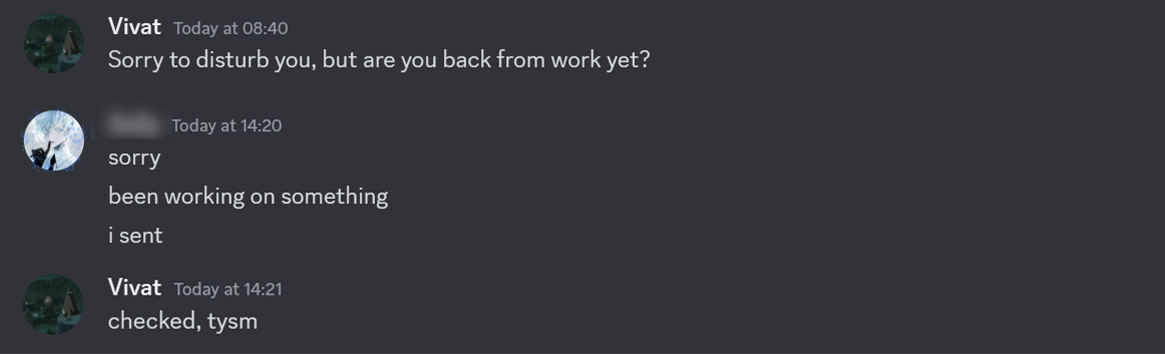 Vivat Today at 08:40
Sorry to disturb you, but are you back from work yet?
Today at 14:20
sorry
been working on something
i sent
Vivat Today at 14:21
checked, tysm